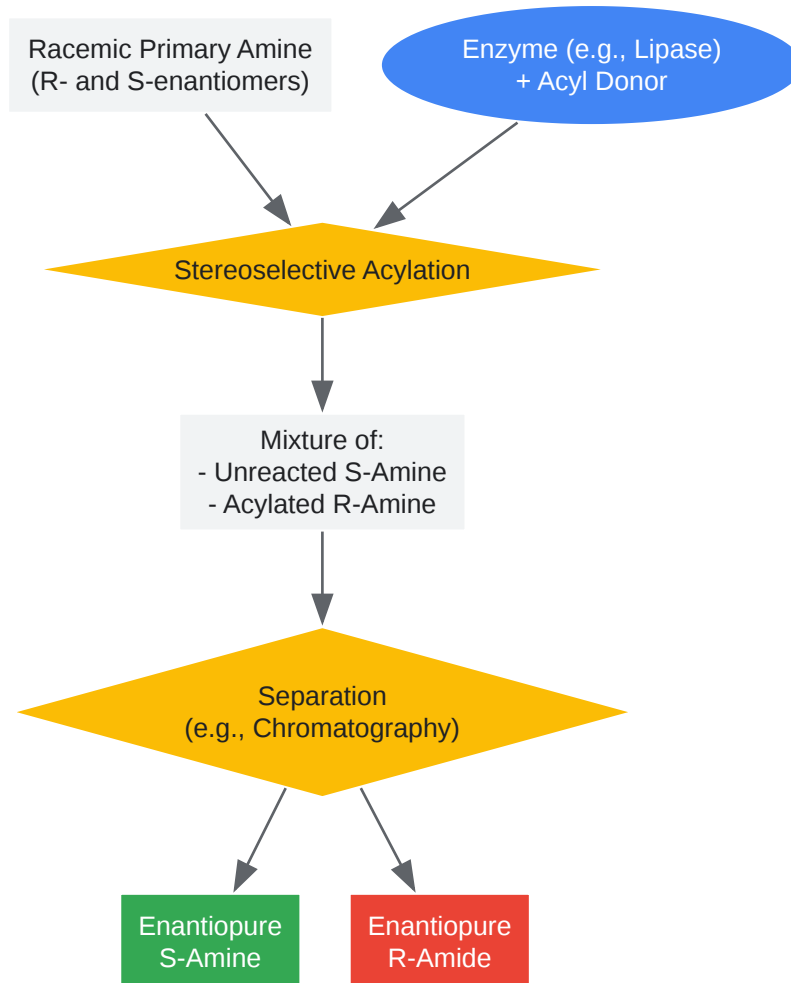 Racemic Primary Amine
(R- and S-enantiomers)
Enzyme (e.g., Lipase)
+ Acyl Donor
Stereoselective Acylation
Mixture of:
- Unreacted S-Amine
- Acylated R-Amine
Separation
(e.g., Chromatography)
Enantiopure
S-Amine
Enantiopure
R-Amide